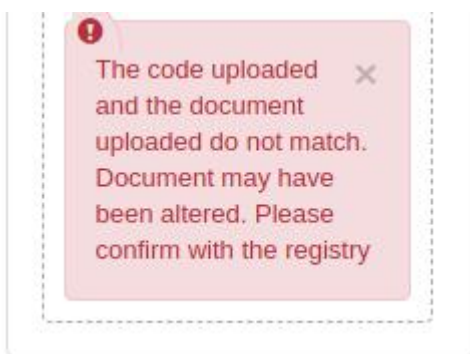 The code uploaded
and the document
uploaded do not match.
Document may have
been altered. Please
confirm with the registry